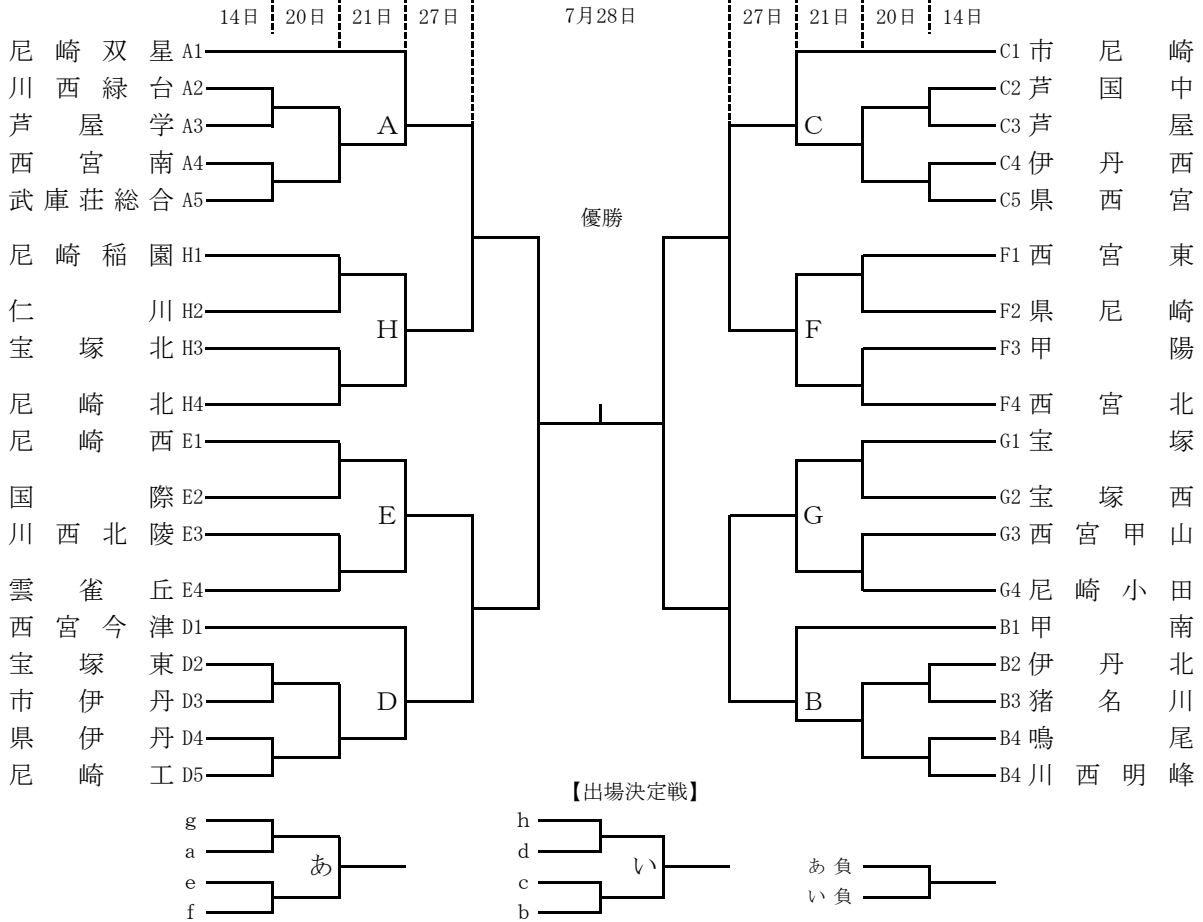 14日 20日 21日 27日 7月28日 27日 21日 20日 14日
尼崎双星 A1 C1 市尼崎
川西緑台 A2 C2 芦国中
芦屋学 A3 A C C3 芦屋
西宮南 A4 C4 伊丹西
武庫荘総合 A5 C5 県西宮
優勝
尼崎稲園 H1 F1 西宮東
仁川 H2 F2 県尼崎
H F
宝塚北 H3 F3 甲陽
尼崎北 H4 F4 西宮北
尼崎西 E1 G1 宝塚
国際 E2 G2 宝塚西
E G
川西北陵 E3 G3 西宮甲山
雲雀丘 E4 G4 尼崎小田
西宮今津 D1 B1 甲南
宝塚東 D2 B2 伊丹北
市伊丹 D3 D B B3 猪名川
県伊丹 D4 B4 鳴尾
尼崎工 D5 B4 川西明峰
【出場決定戦】
g h
a d
あ い あ負
e c
い負
f b